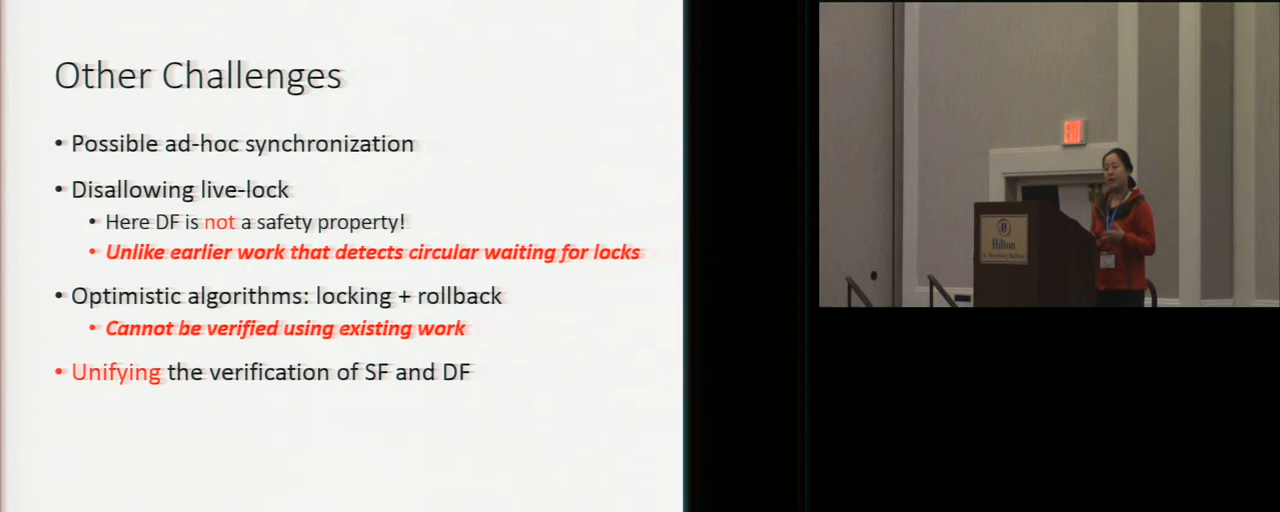 Other Challenges
• Possible ad-hoc synchronization
• Disallowing live-lock
• Here DF is not a safety property!
• Unlike earlier work that detects circular waiting for locks
• Optimistic algorithms: locking + rollback
• Cannot be verified using existing work
• Unifying the verification of SF and DF
Hilton